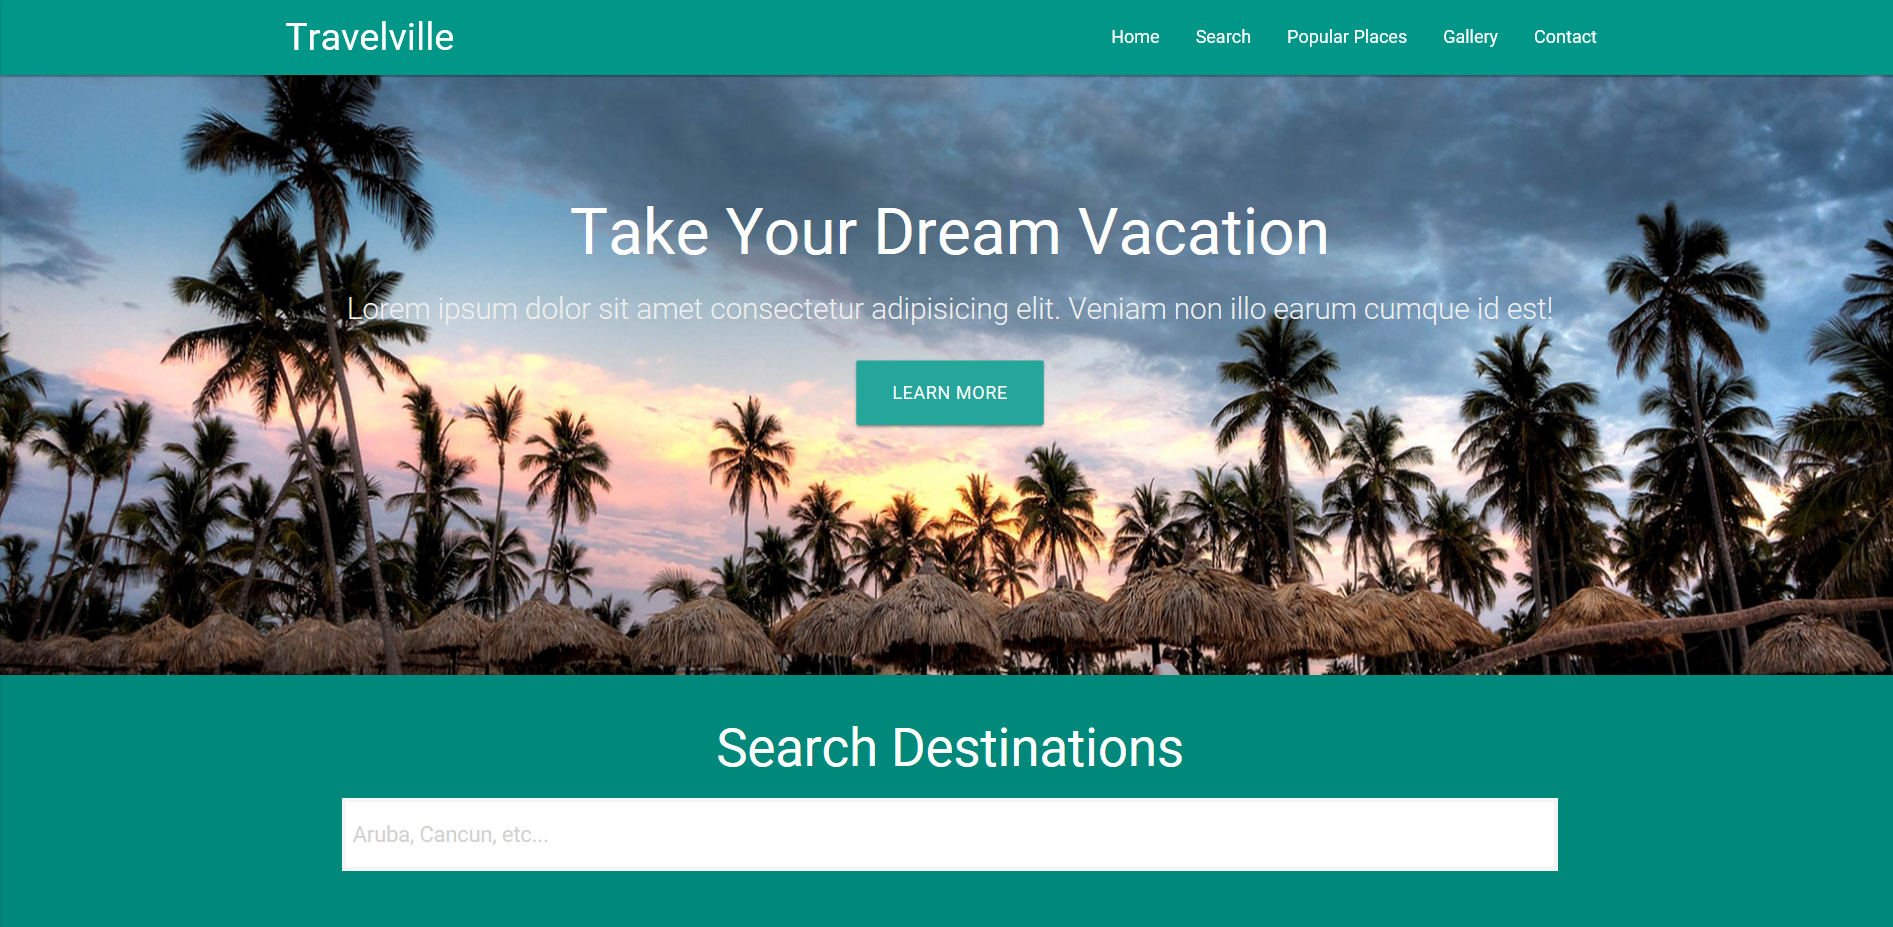 Travelville
Home Search Popular Places Gallery Contact
Take Your Dream Vacation
Lorem ipsum dolor sit amet consectetur adipisicing elit. Veniam non illo earum cumque id est!
LEARN MORE
Search Destinations
Aruba, Cancun, etc...